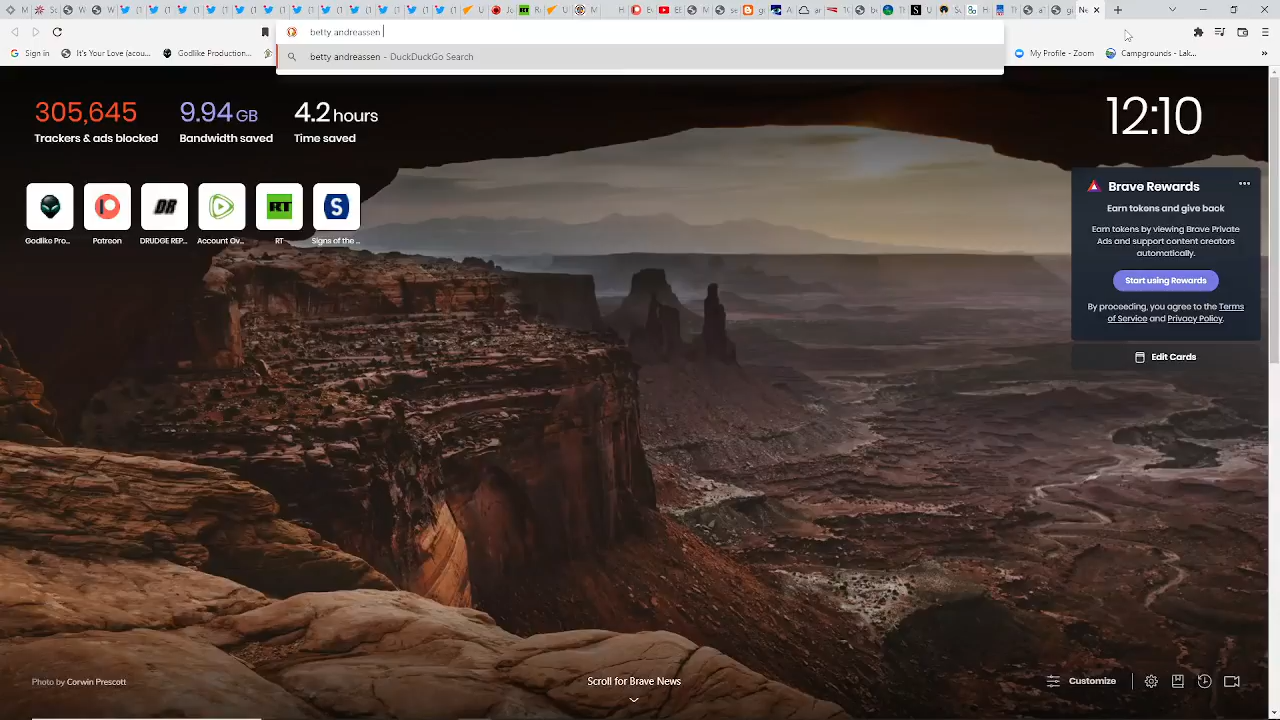 betty andreassen
Sign in
It's Your Love (acou...
Godlike Production...
betty andreassen - DuckDuckGo Search
My Profile - Zoom
Campgrounds - Lak...
305,645
Trackers & ads blocked
9.94 GB
Bandwidth saved
4.2 hours
Time saved
12:10
Godlike Pro...
Patreon
DR
DRUDGE REP...
Account Ov...
RT
RT
S
Signs of the ...
Brave Rewards
Earn tokens and give back
Earn tokens by viewing Brave Private
Ads and support content creators
automatically.
Start using Rewards
By proceeding, you agree to the Terms
of Service and Privacy Policy.
Edit Cards
Photo by Corwin Prescott
Scroll for Brave News
Customize